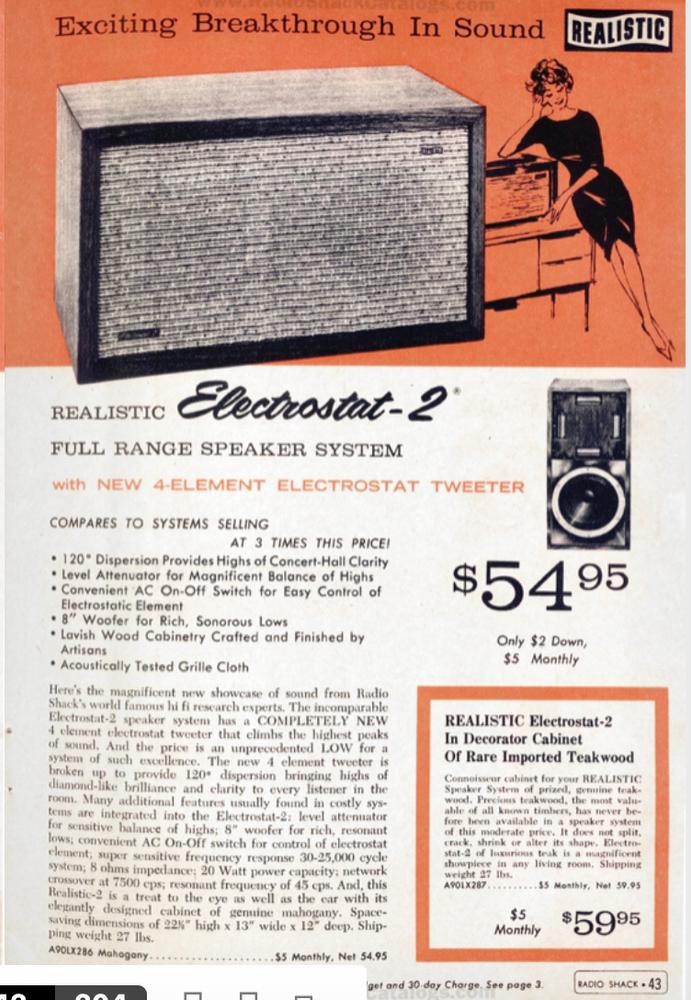 www.RadioShackCatalogs.com
Exciting Breakthrough In Sound
REALISTIC
REALISTIC Electrostat-2®
FULL RANGE SPEAKER SYSTEM
with NEW 4-ELEMENT ELECTROSTAT TWEETER
COMPARES TO SYSTEMS SELLING
AT 3 TIMES THIS PRICE!
• 120° Dispersion Provides Highs of Concert-Hall Clarity
• Level Attenuator for Magnificent Balance of Highs
• Convenient AC On-Off Switch for Easy Control of
Electrostatic Element
• 8" Woofer for Rich, Sonorous Lows
• Lavish Wood Cabinetry Crafted and Finished by
Artisans
• Acoustically Tested Grille Cloth
$54⁹⁵
Only $2 Down,
$5 Monthly
Here's the magnificent new showcase of sound from Radio
Shack's world famous hi fi research experts. The incomparable
Electrostat-2 speaker system has a COMPLETELY NEW
4 element electrostat tweeter that climbs the highest peaks
of sound. And the price is an unprecedented LOW for a
system of such excellence. The new 4 element tweeter is
broken up to provide 120° dispersion bringing highs of
diamond-like brilliance and clarity to every listener in the
room. Many additional features usually found in costly sys-
tems are integrated into the Electrostat-2: level attenuator
for sensitive balance of highs; 8" woofer for rich, resonant
lows; convenient AC On-Off switch for control of electrostat
element; super sensitive frequency response 30-25,000 cycle
system; 8 ohms impedance; 20 Watt power capacity; network
crossover at 7500 cps; resonant frequency of 45 cps. And, this
Realistic-2 is a treat to the eye as well as the ear with its
elegantly designed cabinet of genuine mahogany. Space-
saving dimensions of 22⅝" high x 13" wide x 12" deep. Ship-
ping weight 27 lbs.
A90LX286 Mahogany....................$5 Monthly, Net 54.95
REALISTIC Electrostat-2
In Decorator Cabinet
Of Rare Imported Teakwood
Connoisseur cabinet for your REALISTIC
Speaker System of prized, genuine teak-
wood. Precious teakwood, the most valu-
able of all known timbers, has never be-
fore been available in a speaker system
of this moderate price. It does not split,
crack, shrink or alter its shape. Electro-
stat-2 of luxurious teak is a magnificent
showpiece in any living room. Shipping
weight 27 lbs.
A90LX287..........$5 Monthly, Net 59.95
$5
Monthly
$59⁹⁵
get and 30-day Charge. See page 3.
RADIO SHACK • 43